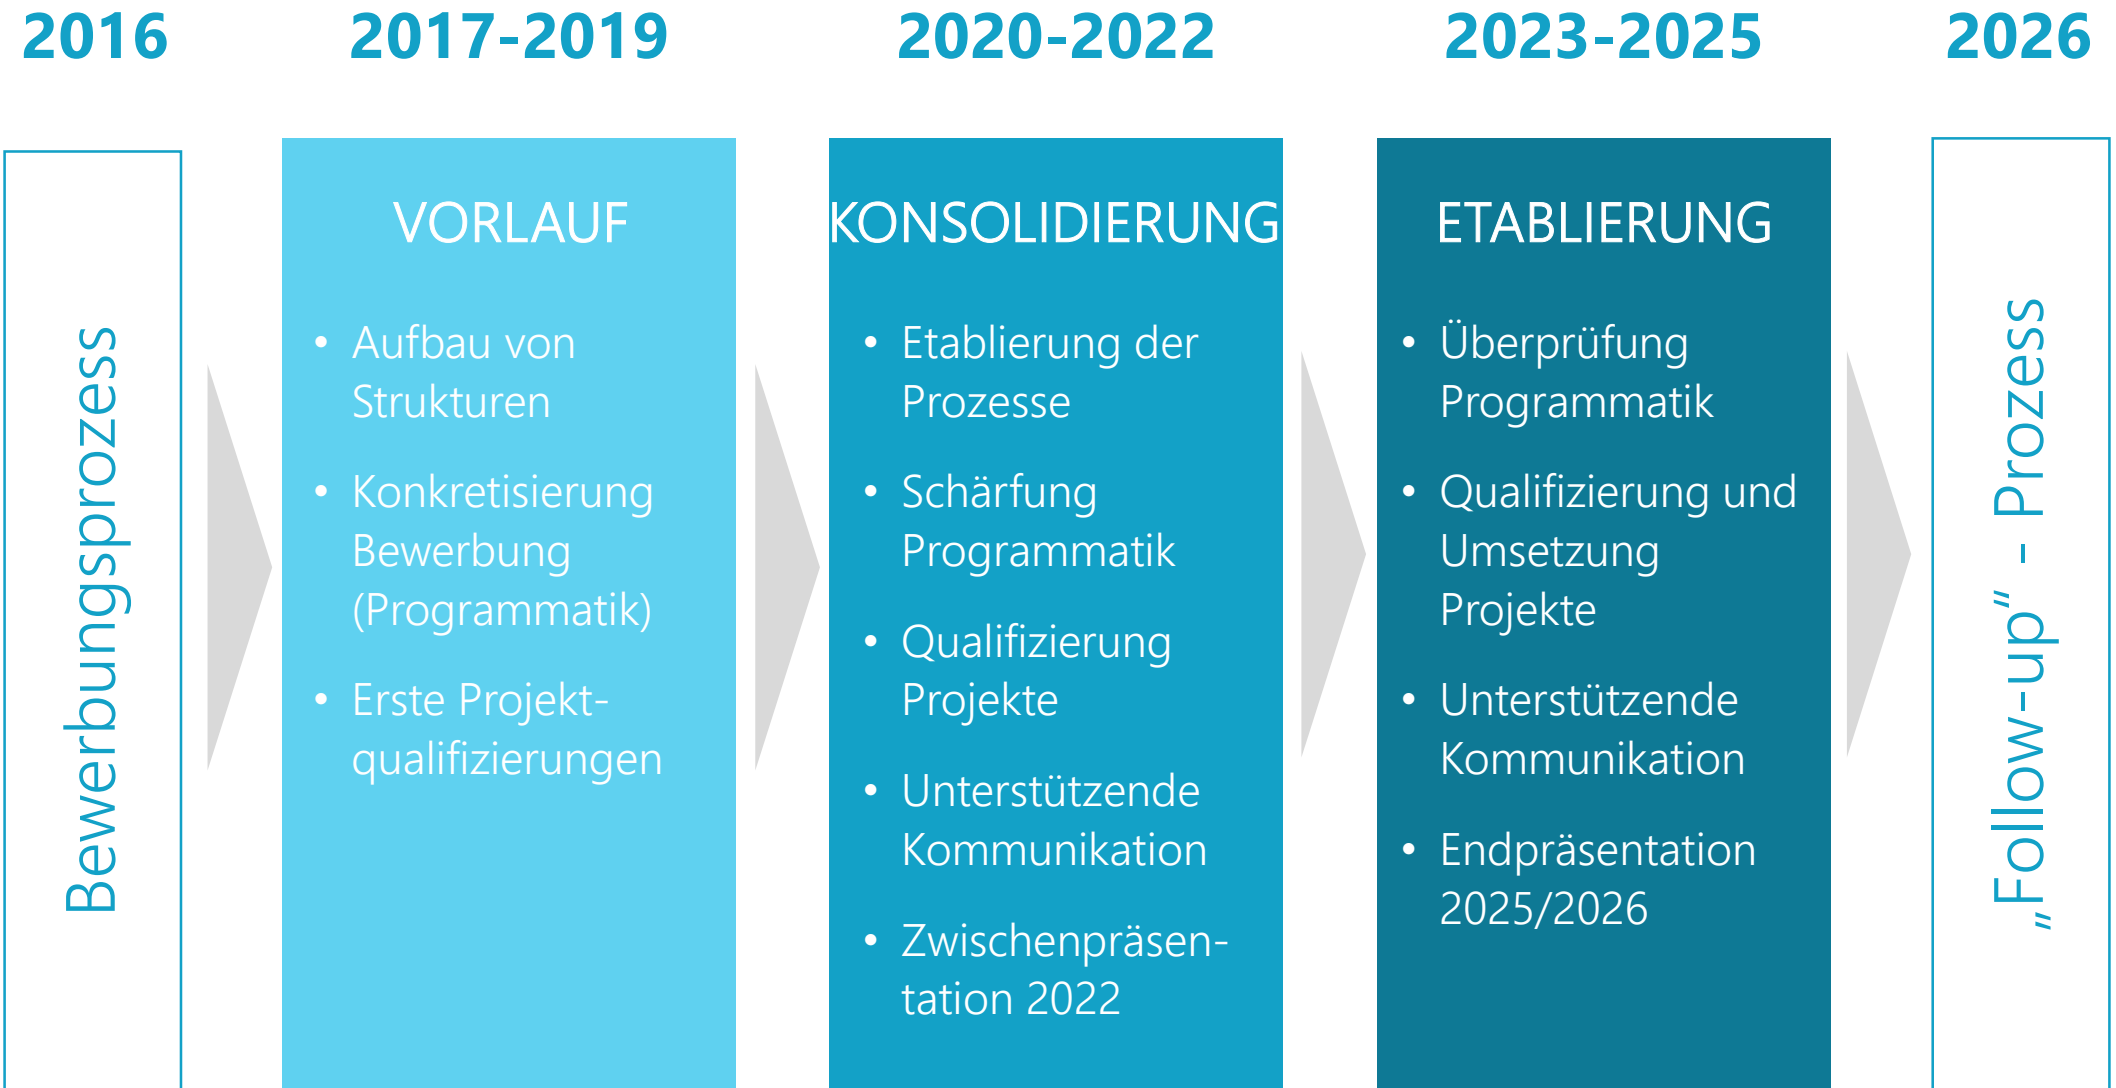 2016
2017-2019
2020-2022
2023-2025
2026
Bewerbungsprozess
VORLAUF
• Aufbau von
Strukturen
• Konkretisierung
Bewerbung
(Programmatik)
• Erste Projekt-
qualifizierungen
KONSOLIDIERUNG
• Etablierung der
Prozesse
• Schärfung
Programmatik
• Qualifizierung
Projekte
• Unterstützende
Kommunikation
• Zwischenpräsen-
tation 2022
ETABLIERUNG
• Überprüfung
Programmatik
• Qualifizierung und
Umsetzung
Projekte
• Unterstützende
Kommunikation
• Endpräsentation
2025/2026
„Follow-up“ - Prozess